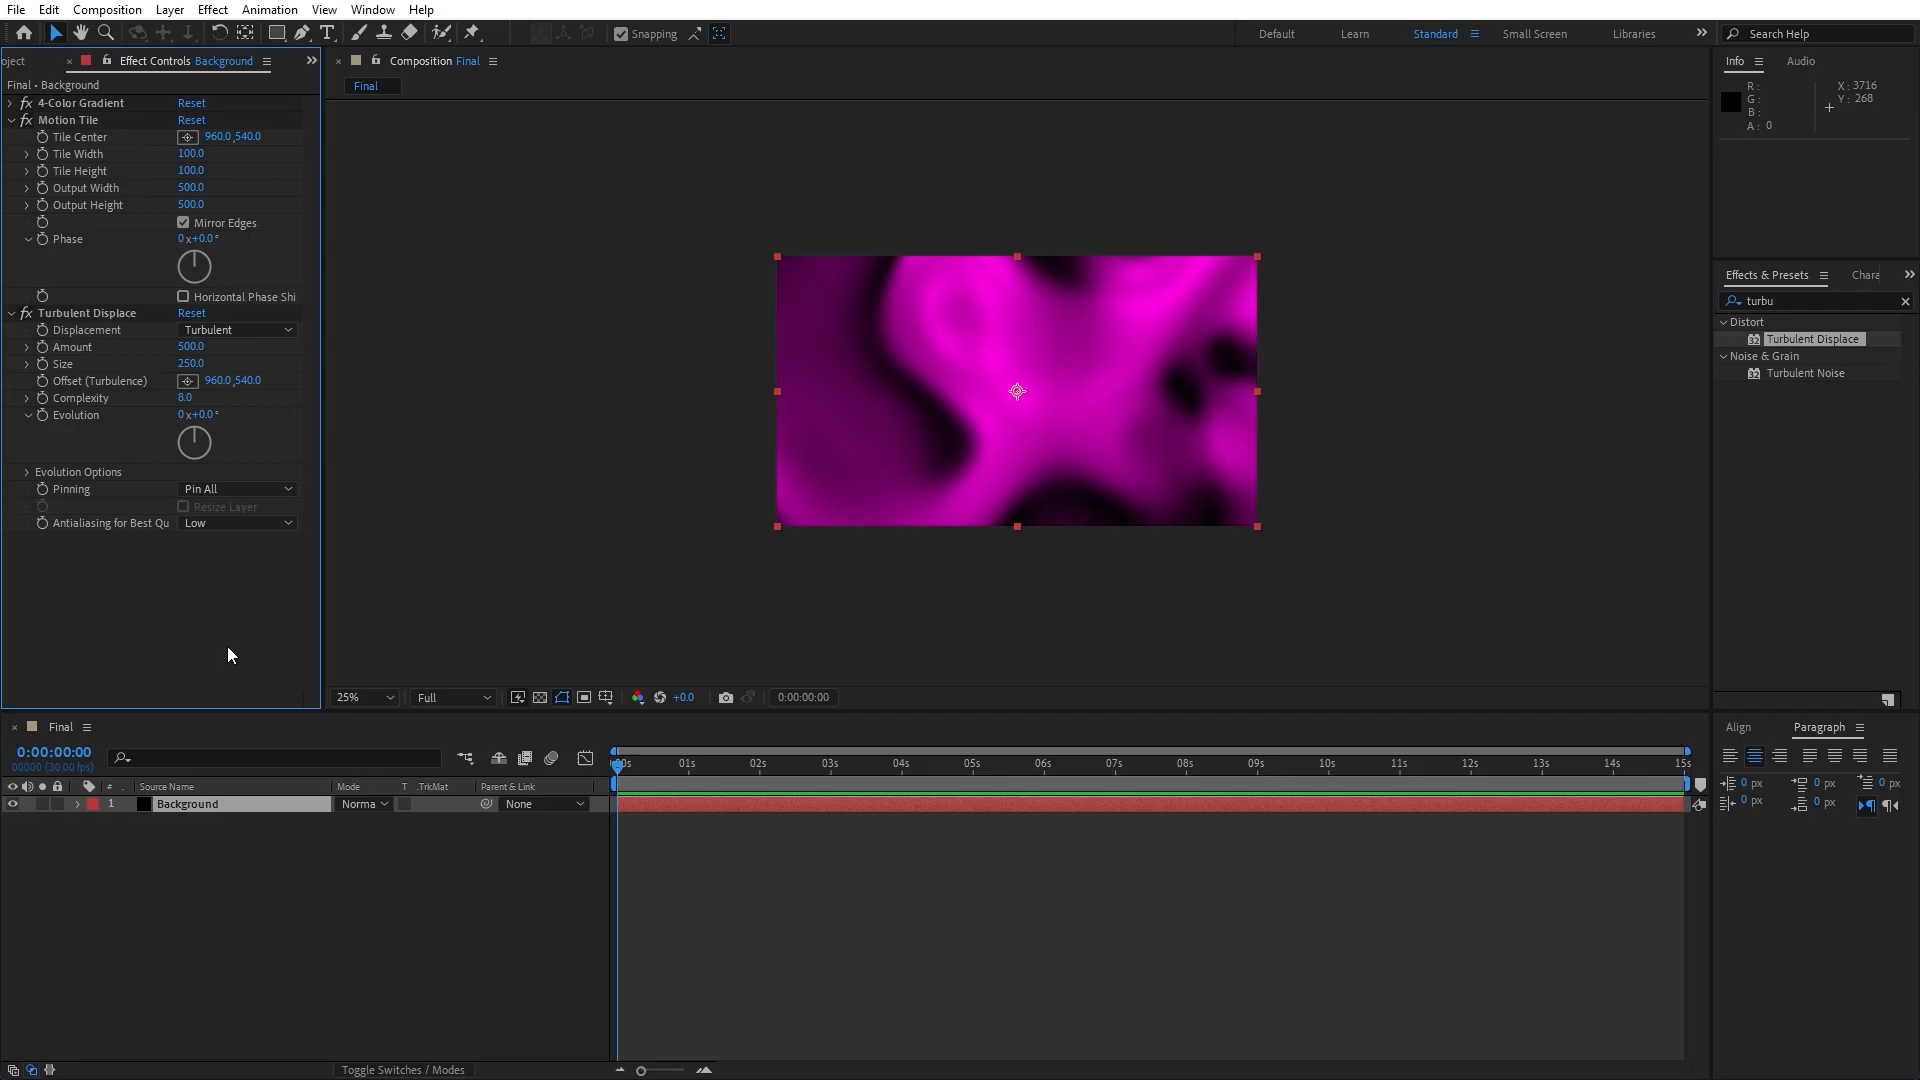 File Edit Composition Layer Effect Animation View Window Help
Snapping Default Learn Standard Small Screen Libraries Search Help
oject Effect Controls Background
Final • Background
fx 4-Color Gradient Reset
fx Motion Tile Reset
Tile Center 960.0,540.0
Tile Width 100.0
Tile Height 100.0
Output Width 500.0
Output Height 500.0
Mirror Edges
Phase 0x+0.0°
Horizontal Phase Shi
fx Turbulent Displace Reset
Displacement Turbulent
Amount 500.0
Size 250.0
Offset (Turbulence) 960.0,540.0
Complexity 8.0
Evolution 0x+0.0°
Evolution Options
Pinning Pin All
Resize Layer
Antialiasing for Best Qu Low
Composition Final
Final
25% Full +0.0 0:00:00:00
Info Audio
R :
G :
B :
A : 0
X : 3716
Y : 268
Effects & Presets Chara
turbu
Distort
32 Turbulent Displace
Noise & Grain
32 Turbulent Noise
Final
0:00:00:00
00000 (30.00 fps)
# . Source Name Mode T .TrkMat Parent & Link
1 Background Norma None
00s 01s 02s 03s 04s 05s 06s 07s 08s 09s 10s 11s 12s 13s 14s 15s
Toggle Switches / Modes
Align Paragraph
0 px 0 px 0 px
0 px 0 px